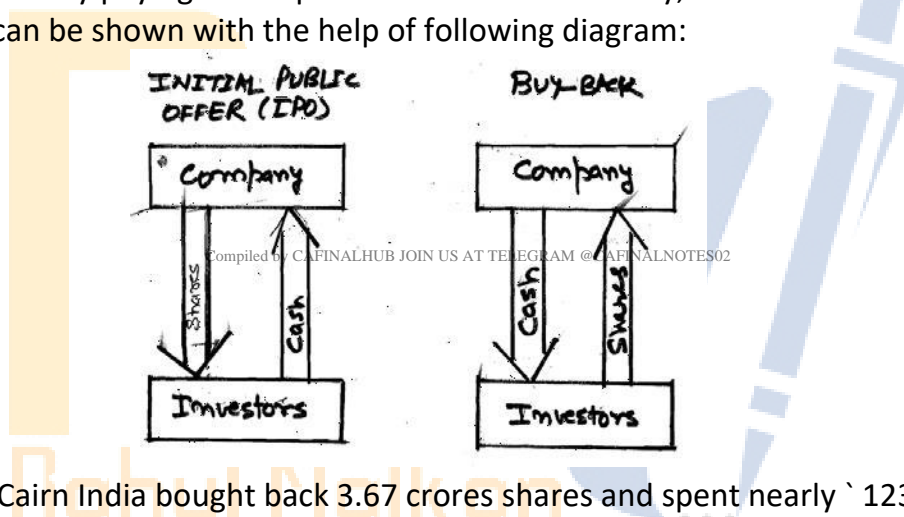 can be shown with the help of following diagram:
INITIAL PUBLIC
OFFER (IPO)
Company
Shares
Cash
Investors
BUY-BACK
Company
Cash
Shares
Investors
Compiled by CAFINALHUB JOIN US AT TELEGRAM @CAFINALNOTES02
Cairn India bought back 3.67 crores shares and spent nearly ` 123